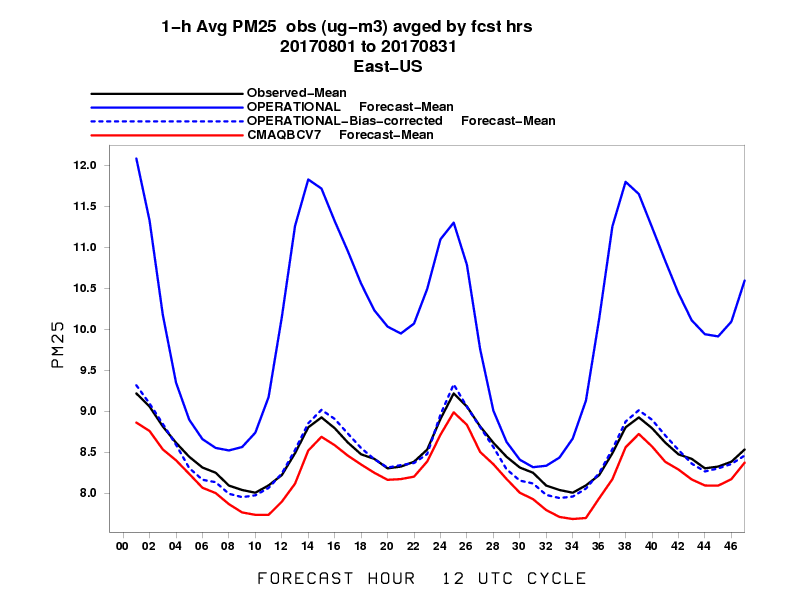 1-h Avg PM25 obs (ug-m3) avged by fcst hrs
20170801 to 20170831
East-US
Observed-Mean
OPERATIONAL Forecast-Mean
OPERATIONAL-Bias-corrected Forecast-Mean
CMAQBCV7 Forecast-Mean
12.0
11.5
11.0
10.5
10.0
9.5
9.0
8.5
8.0
PM25
00 02 04 06 08 10 12 14 16 18 20 22 24 26 28 30 32 34 36 38 40 42 44 46
FORECAST HOUR 12 UTC CYCLE